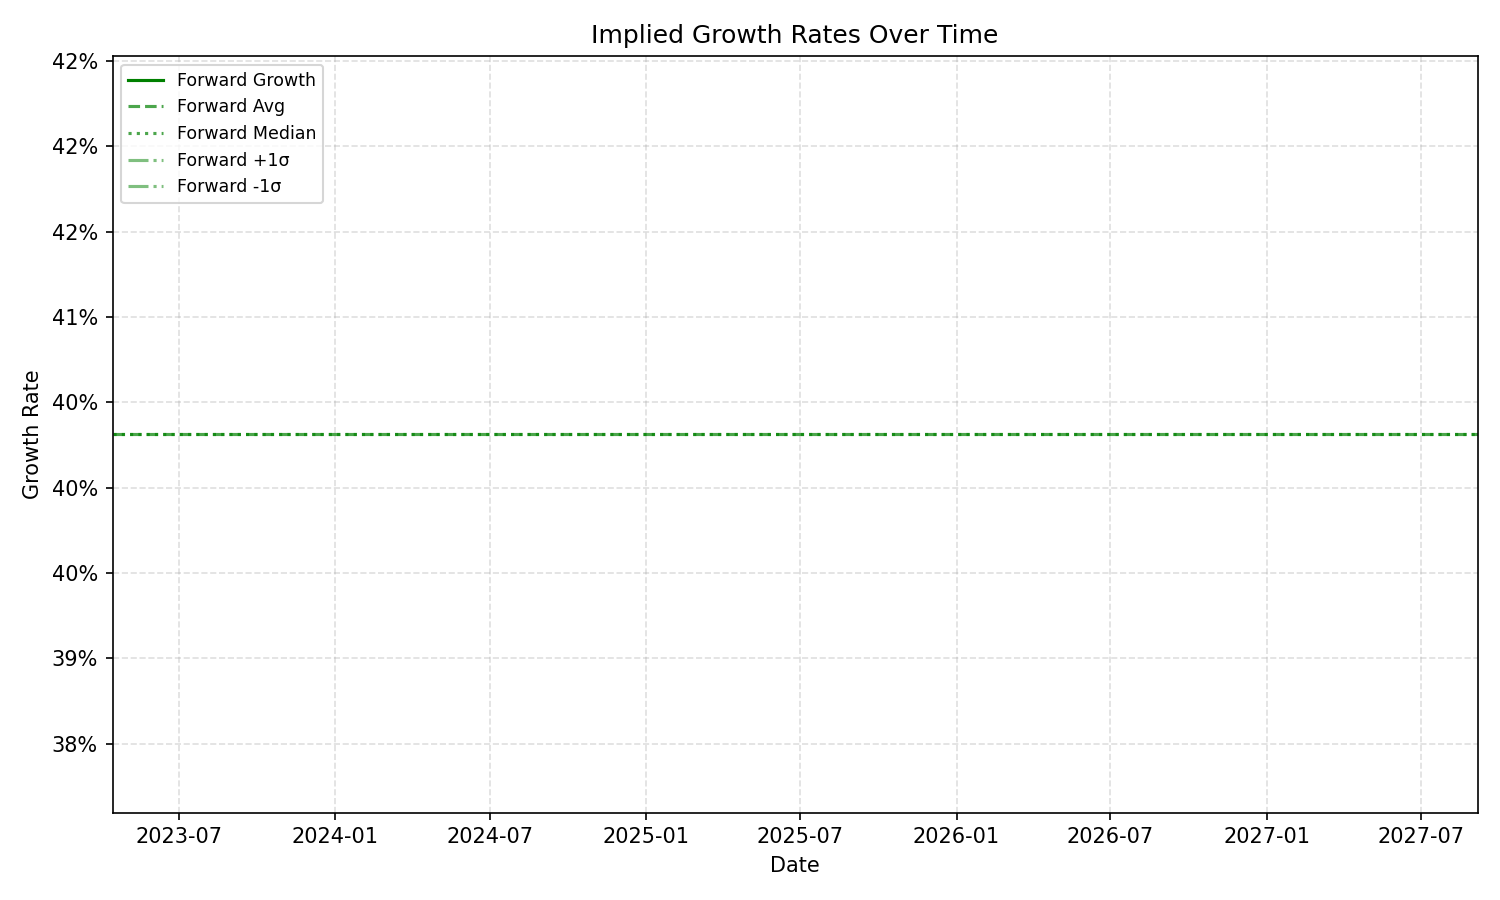 Implied Growth Rates Over Time
42%
42%
42%
41%
40%
40%
40%
39%
38%
Growth Rate
Forward Growth
Forward Avg
Forward Median
Forward +1σ
Forward -1σ
2023-07
2024-01
2024-07
2025-01
2025-07
2026-01
2026-07
2027-01
2027-07
Date